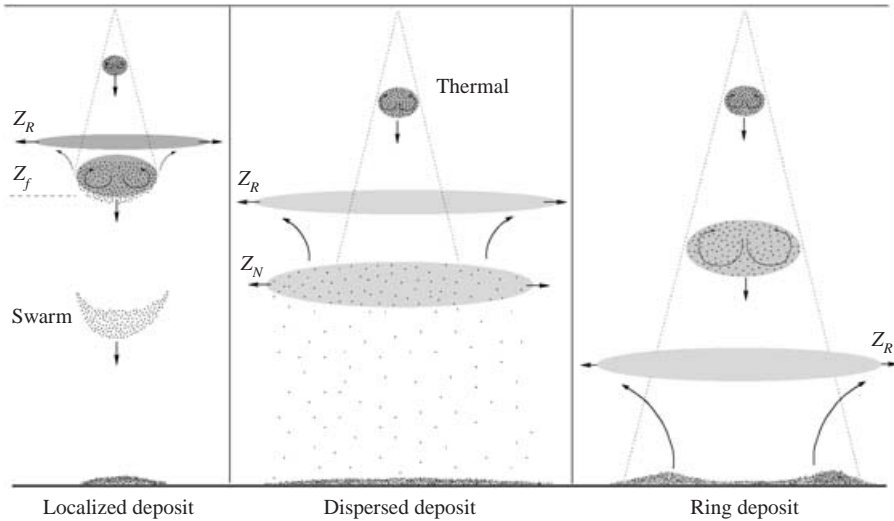 Z_R
Z_f
Swarm
Localized deposit
Thermal
Z_R
Z_N
Dispersed deposit
Z_R
Ring deposit